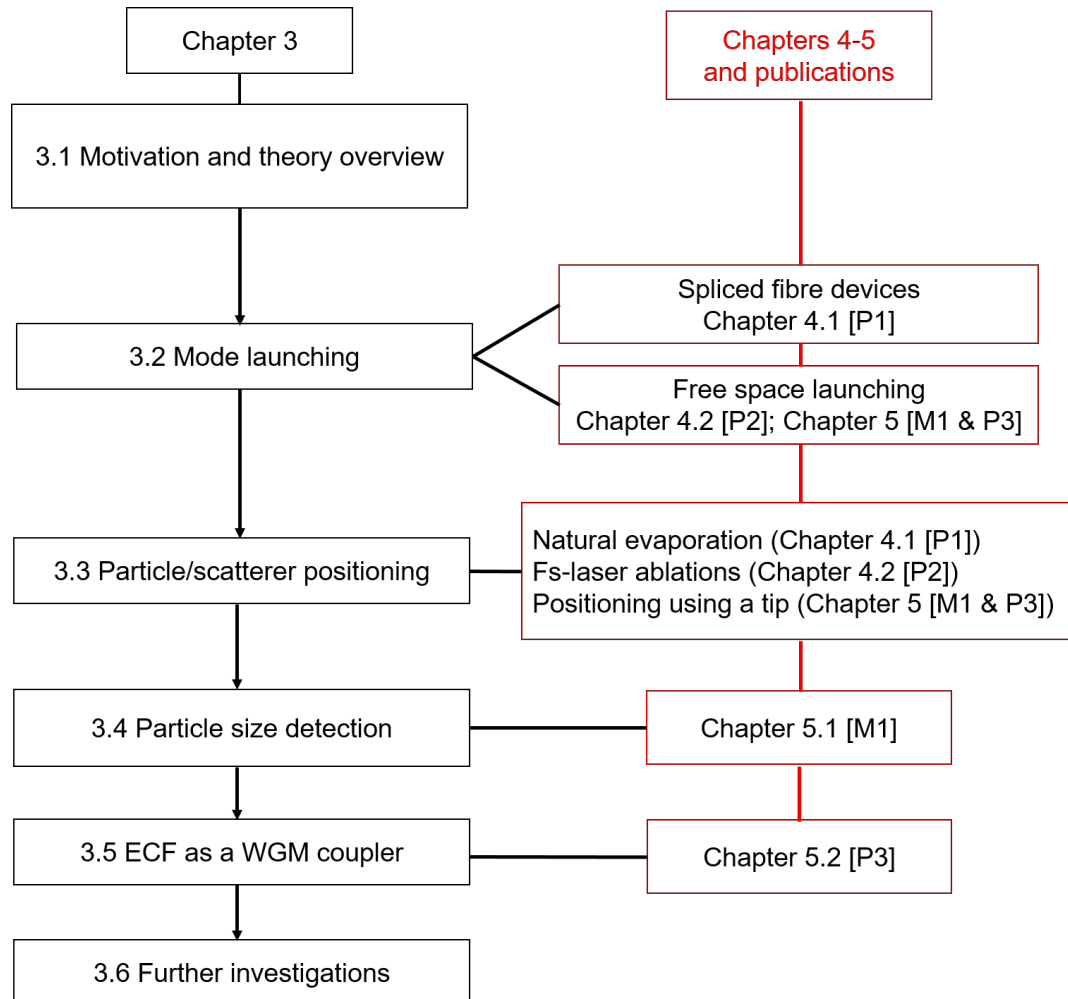 Chapter 3
Chapters 4-5
and publications
3.1 Motivation and theory overview
Spliced fibre devices
Chapter 4.1 [P1]
3.2 Mode launching
Free space launching
Chapter 4.2 [P2]; Chapter 5 [M1 & P3]
Natural evaporation (Chapter 4.1 [P1])
Fs-laser ablations (Chapter 4.2 [P2])
Positioning using a tip (Chapter 5 [M1 & P3])
3.3 Particle/scatterer positioning
3.4 Particle size detection
Chapter 5.1 [M1]
3.5 ECF as a WGM coupler
Chapter 5.2 [P3]
3.6 Further investigations